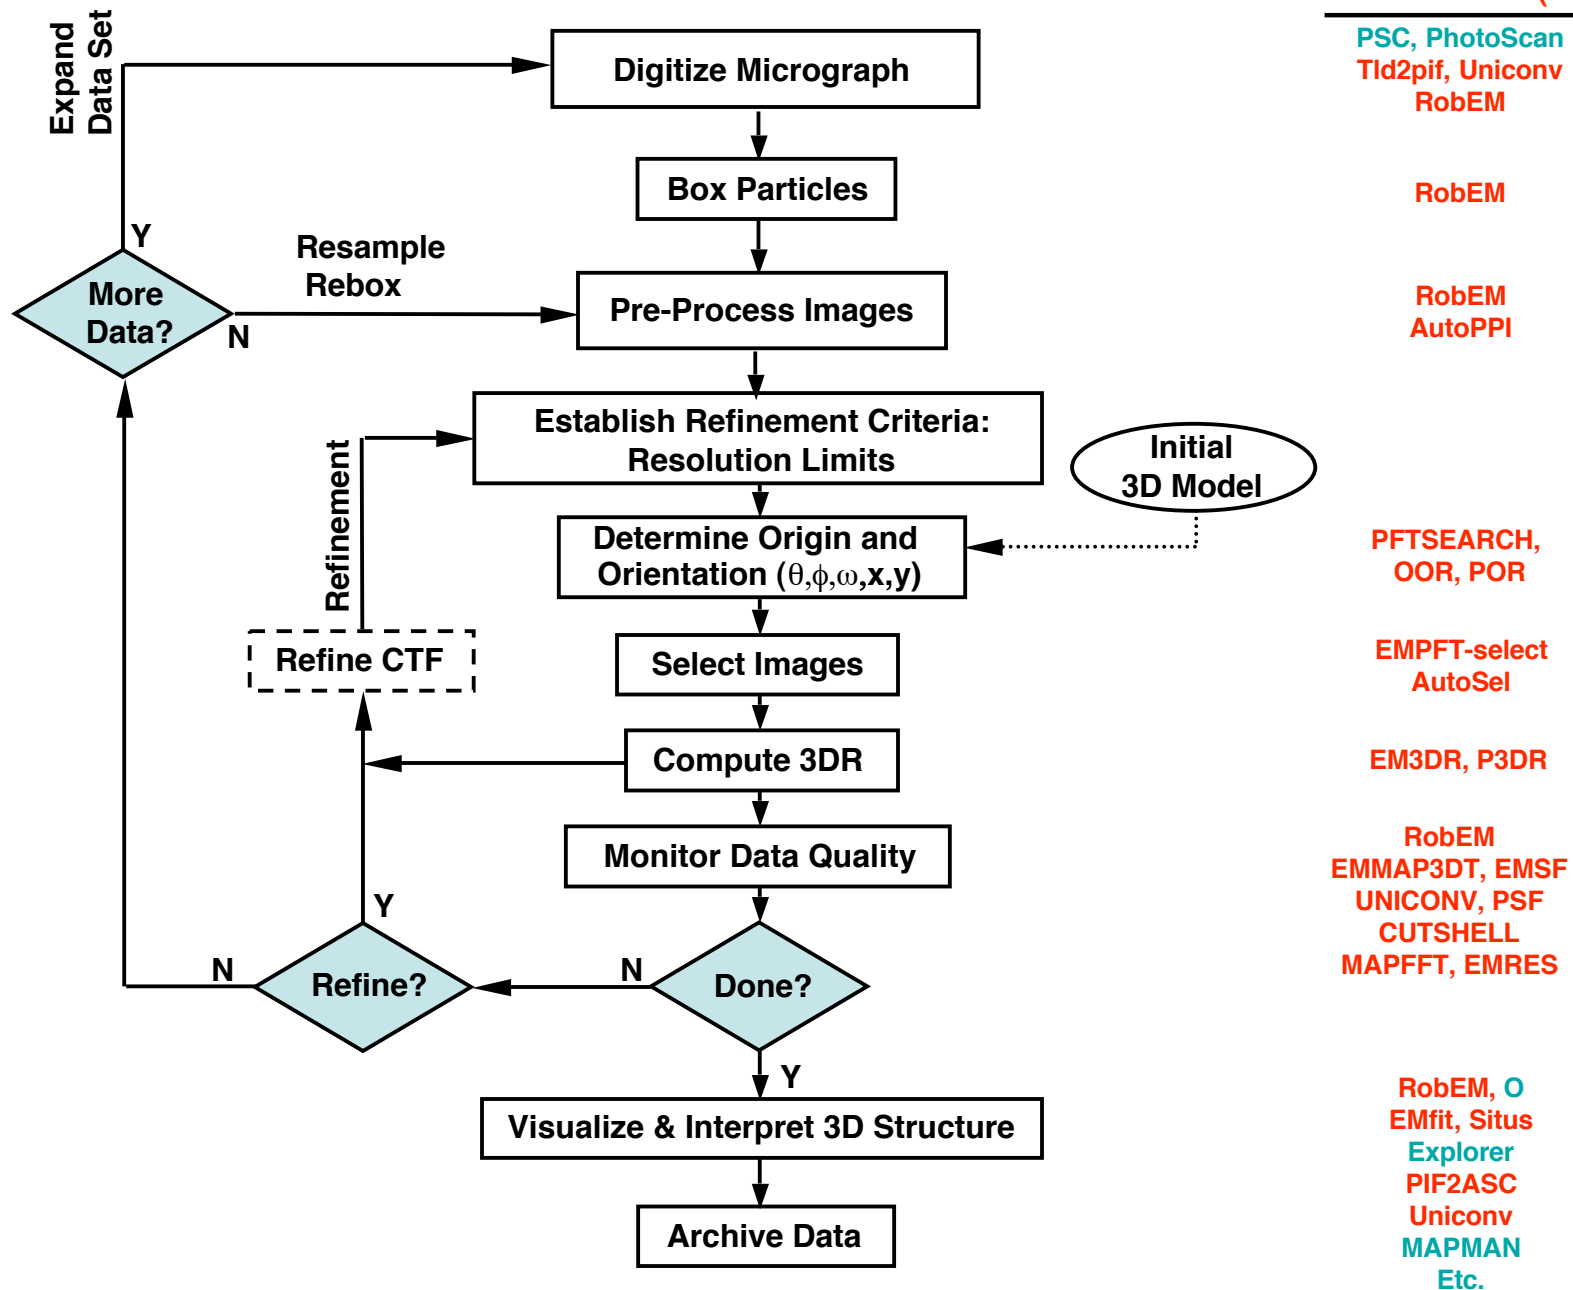 Expand
Data Set
Digitize Micrograph
PSC, PhotoScan
Tld2pif, Uniconv
RobEM
Box Particles
RobEM
Y
More
Data?
N
Resample
Rebox
Pre-Process Images
RobEM
AutoPPI
Establish Refinement Criteria:
Resolution Limits
Initial
3D Model
Refinement
Determine Origin and
Orientation (θ,ϕ,ω,x,y)
PFTSEARCH,
OOR, POR
Refine CTF
Select Images
EMPFT-select
AutoSel
Compute 3DR
EM3DR, P3DR
Monitor Data Quality
RobEM
EMMAP3DT, EMSF
UNICONV, PSF
CUTSHELL
MAPFFT, EMRES
Y
N
Refine?
N
Done?
Y
Visualize & Interpret 3D Structure
RobEM, O
EMfit, Situs
Explorer
PIF2ASC
Uniconv
MAPMAN
Etc.
Archive Data